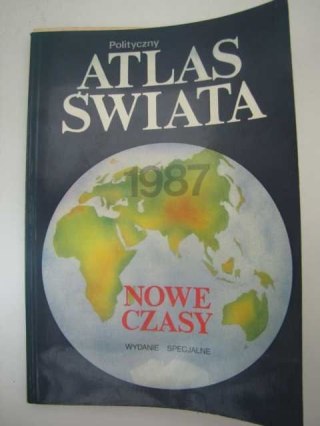 Polityczny
ATLAS
ŚWIATA
1987
NOWE
CZASY
WYDANIE SPECJALNE